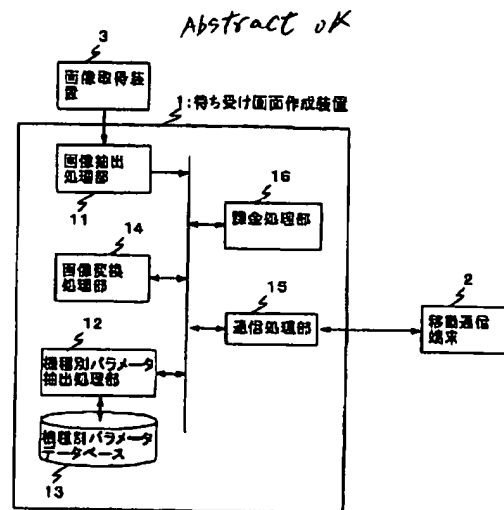 Abstract OK
3
画像取得装
置
1:待ち受け画面作成装置
画像抽出
処理部
11
16
課金処理部
14
画像変換
処理部
15
通信処理部
2
移動通信
端末
12
機種別パラメータ
抽出処理部
機種別パラメータ
データベース
13